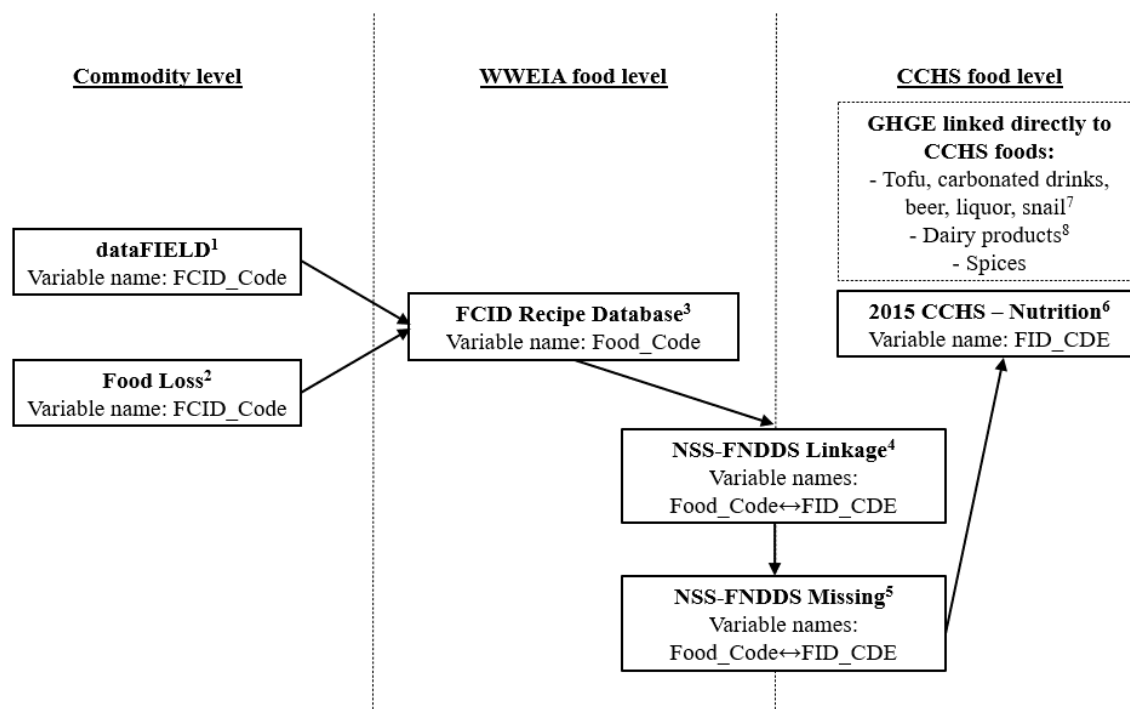 Commodity level
WWEIA food level
CCHS food level
GHGE linked directly to
CCHS foods:
- Tofu, carbonated drinks,
beer, liquor, snail⁷
- Dairy products⁸
- Spices
dataFIELD¹
Variable name: FCID_Code
Food Loss²
Variable name: FCID_Code
FCID Recipe Database³
Variable name: Food_Code
2015 CCHS – Nutrition⁶
Variable name: FID_CDE
NSS-FNDDS Linkage⁴
Variable names:
Food_Code↔FID_CDE
NSS-FNDDS Missing⁵
Variable names:
Food_Code↔FID_CDE